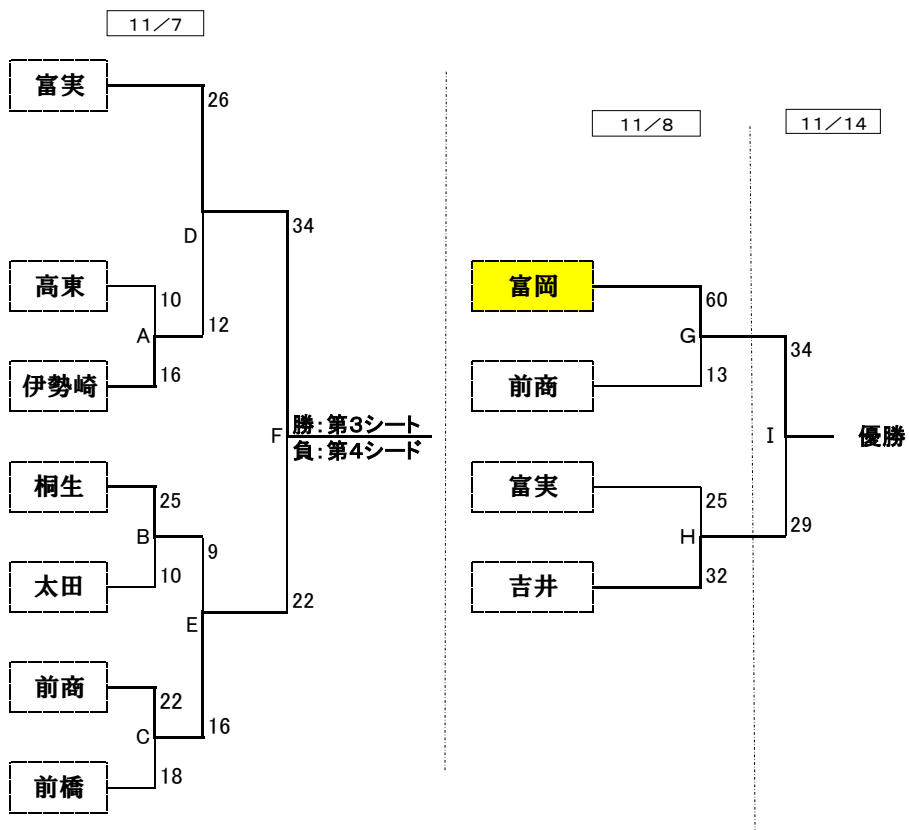 11/7
富実
26
D
34
高東
10
A
12
伊勢崎
16
F
勝:第3シート
負:第4シード
桐生
25
B
9
太田
10
E
22
前商
22
C
16
前橋
18
11/8
11/14
富岡
60
G
34
前商
13
I
優勝
富実
25
H
29
吉井
32